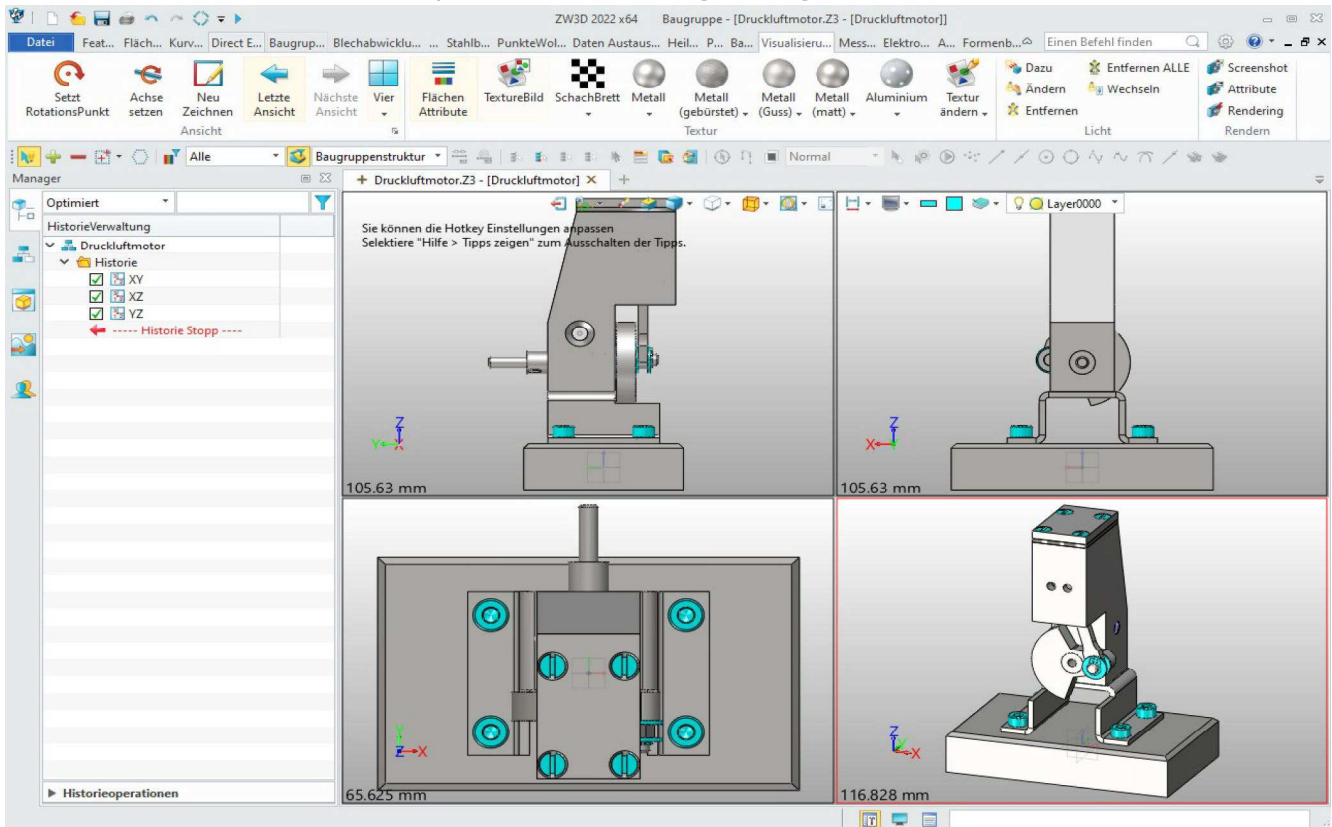 ZW3D 2022 x64 Baugruppe - [Druckluftmotor.Z3 - [Druckluftmotor]]
Datei Feat... Fläch... Kurv... Direct E... Baugrup... Blechabwicklu... ... Stahlb... PunkteWol... Daten Austaus... Heil... P... Ba... Visualisieru... Mess... Elektro... A... Formenb... Einen Befehl finden
Setzt RotationsPunkt
Achse setzen
Neu Zeichnen
Letzte Ansicht
Nächste Ansicht
Vier
Ansicht
Flächen Attribute
TextureBild
SchachBrett
Metall
Metall (gebürstet)
Metall (Guss)
Metall (matt)
Aluminium
Textur ändern
Textur
Dazu
Ändern
Entfernen
Entfernen ALLE
Wechseln
Licht
Screenshot
Attribute
Rendering
Rendern
Alle
Baugruppenstruktur
Normal
Manager
Druckluftmotor.Z3 - [Druckluftmotor]
Optimiert
HistorieVerwaltung
Druckluftmotor
Historie
XY
XZ
YZ
----- Historie Stopp ----
Historieoperationen
Layer0000
Sie können die Hotkey Einstellungen anpassen
Selektiere "Hilfe > Tipps zeigen" zum Ausschalten der Tipps.
Z
Y
X
105.63 mm
Z
X
105.63 mm
Y
Z
X
65.625 mm
Z
X
116.828 mm